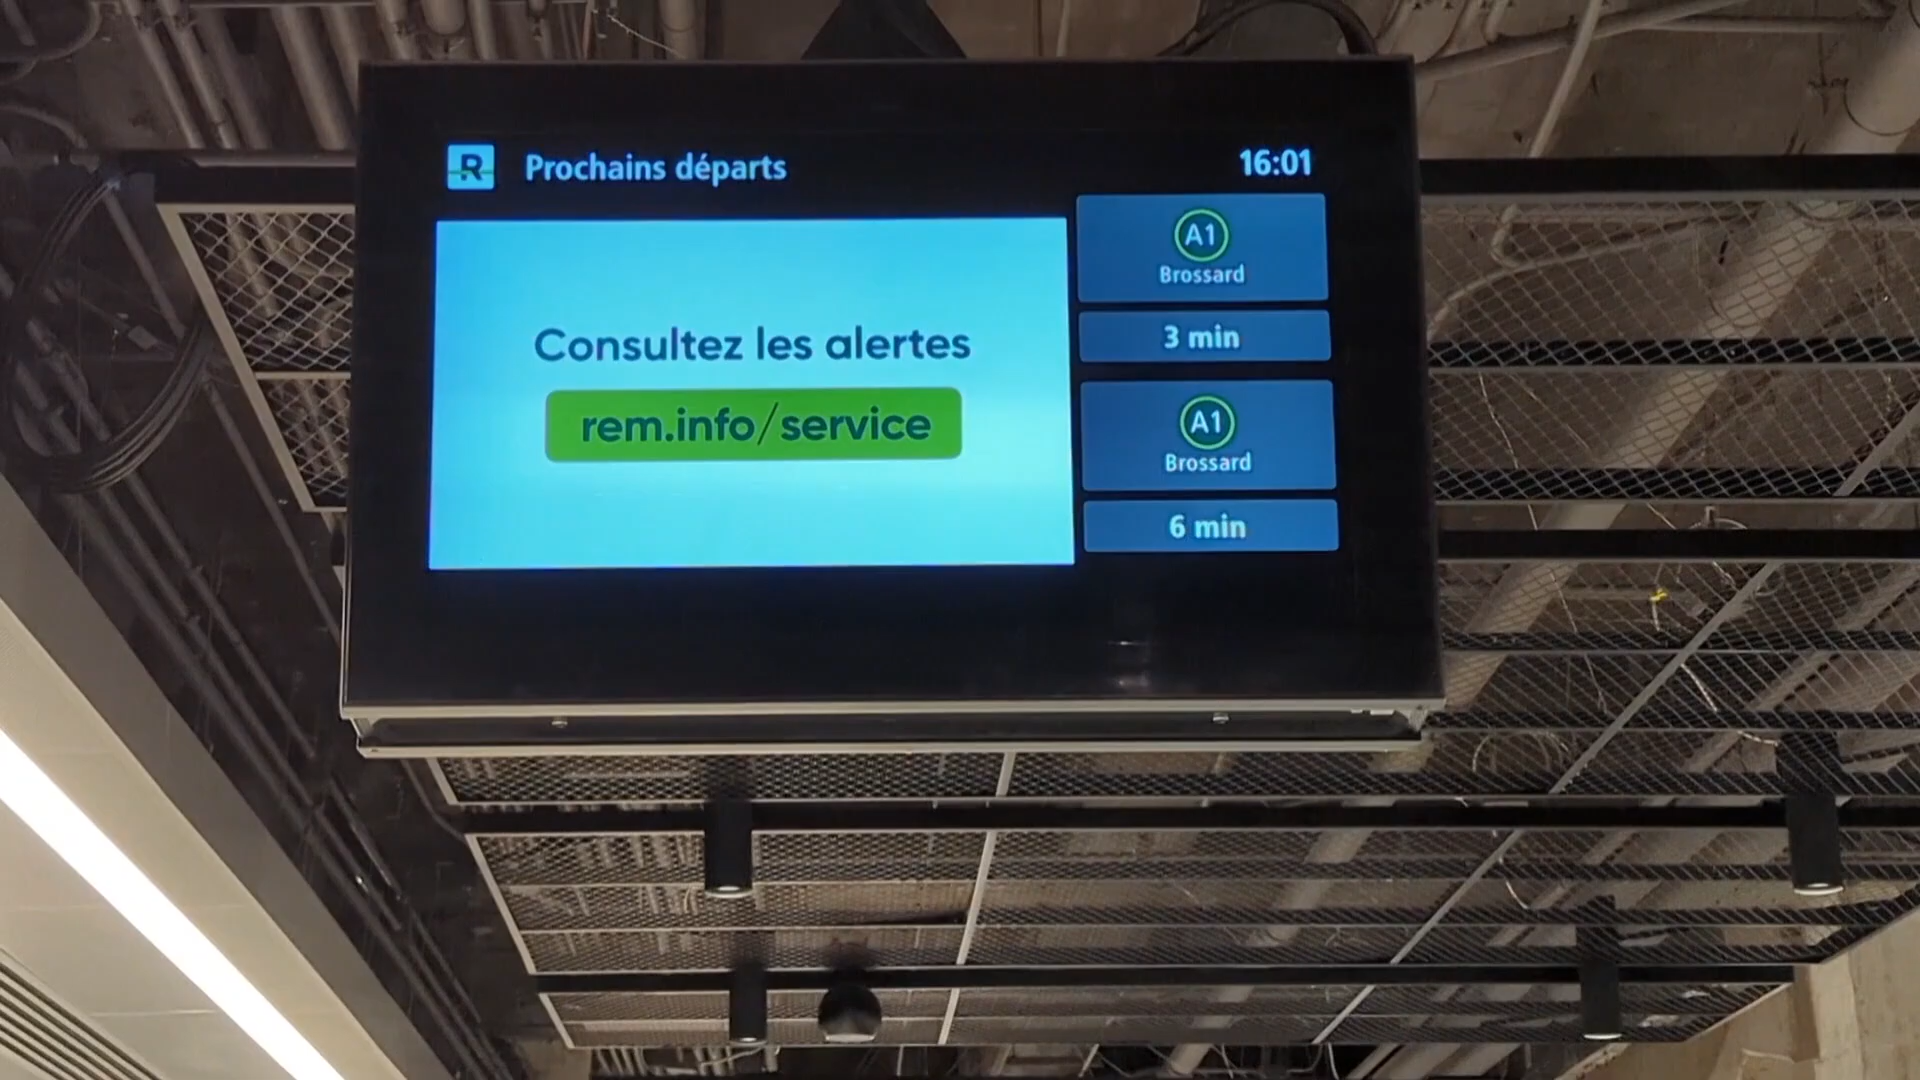 R Prochains départs
16:01
Consultez les alertes
rem.info/service
A1
Brossard
3 min
A1
Brossard
6 min